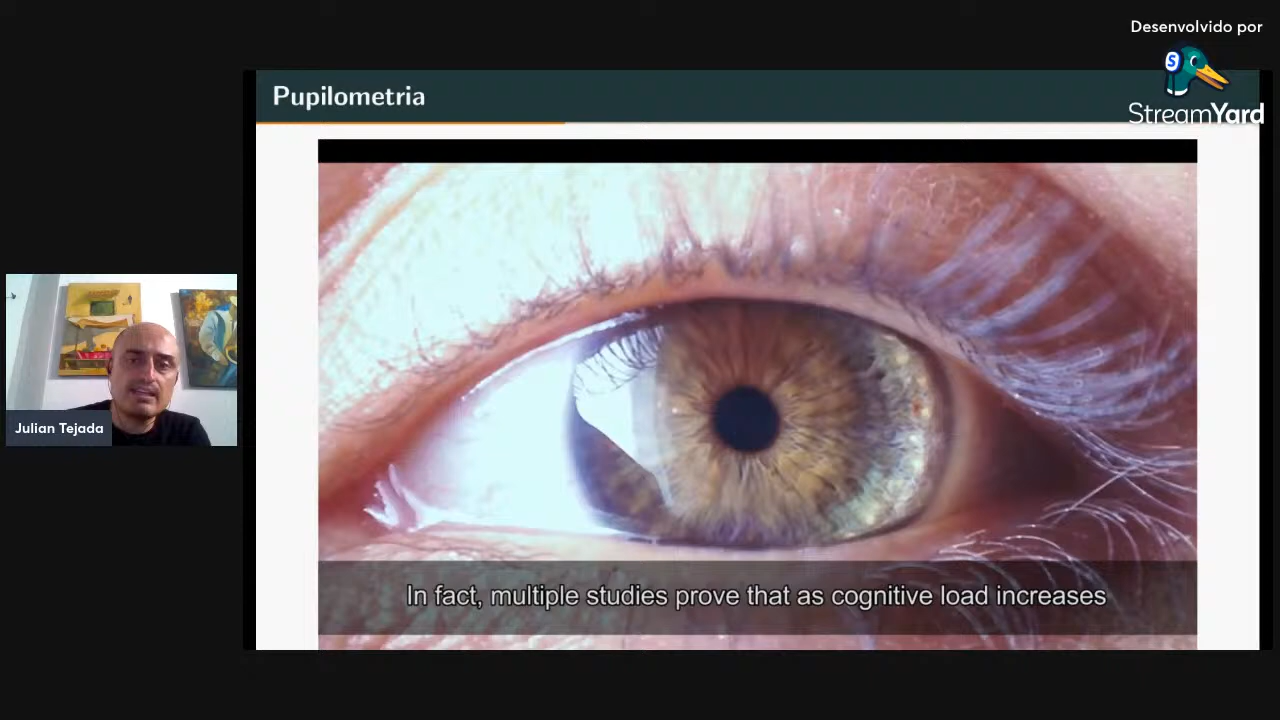 Desenvolvido por
StreamYard
Pupilometria
Julian Tejada
In fact, multiple studies prove that as cognitive load increases